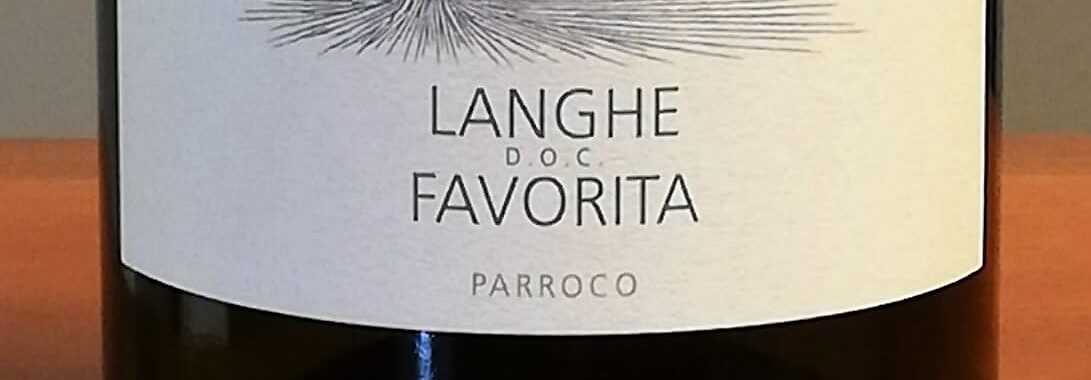 LANGHE
D.O.C.
FAVORITA
PARROCO